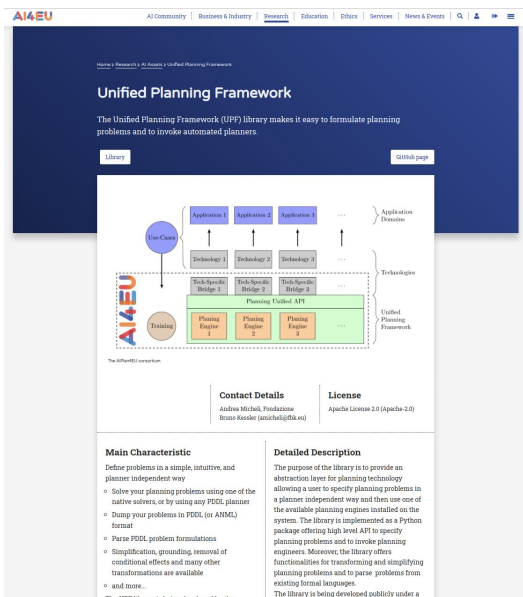 AI4EU
AI Community Business & Industry Research Education Ethics Services News & Events
Home > Research > AI Assets > Unified Planning Framework
Unified Planning Framework
The Unified Planning Framework (UPF) library makes it easy to formulate planning
problems and to invoke automated planners.
Library
GitHub page
Use-Cases
Application 1 Application 2 Application 3 ...
Application
Domains
Technology 1 Technology 2 Technology 3 ...
Technologies
Tech-Specific
Bridge 1
Tech-Specific
Bridge 2
Tech-Specific
Bridge 3
...
Planning Unified API
AI4EU
Training
Planing
Engine
1
Planing
Engine
2
Planing
Engine
3
...
Unified
Planning
Framework
The AIPlan4EU consortium
Contact Details
Andrea Micheli, Fondazione
Bruno Kessler (amicheli@fbk.eu)
License
Apache License 2.0 (Apache-2.0)
Main Characteristic
Define problems in a simple, intuitive, and
planner independent way
Solve your planning problems using one of the
native solvers, or by using any PDDL planner
Dump your problems in PDDL (or ANML)
format
Parse PDDL problem formulations
Simplification, grounding, removal of
conditional effects and many other
transformations are available
and more...
Detailed Description
The purpose of the library is to provide an
abstraction layer for planning technology
allowing a user to specify planning problems in
a planner independent way and then use one of
the available planning engines installed on the
system. The library is implemented as a Python
package offering high level API to specify
planning problems and to invoke planning
engineers. Moreover, the library offers
functionalities for transforming and simplifying
planning problems and to parse problems from
existing formal languages.
The library is being developed publicly under a